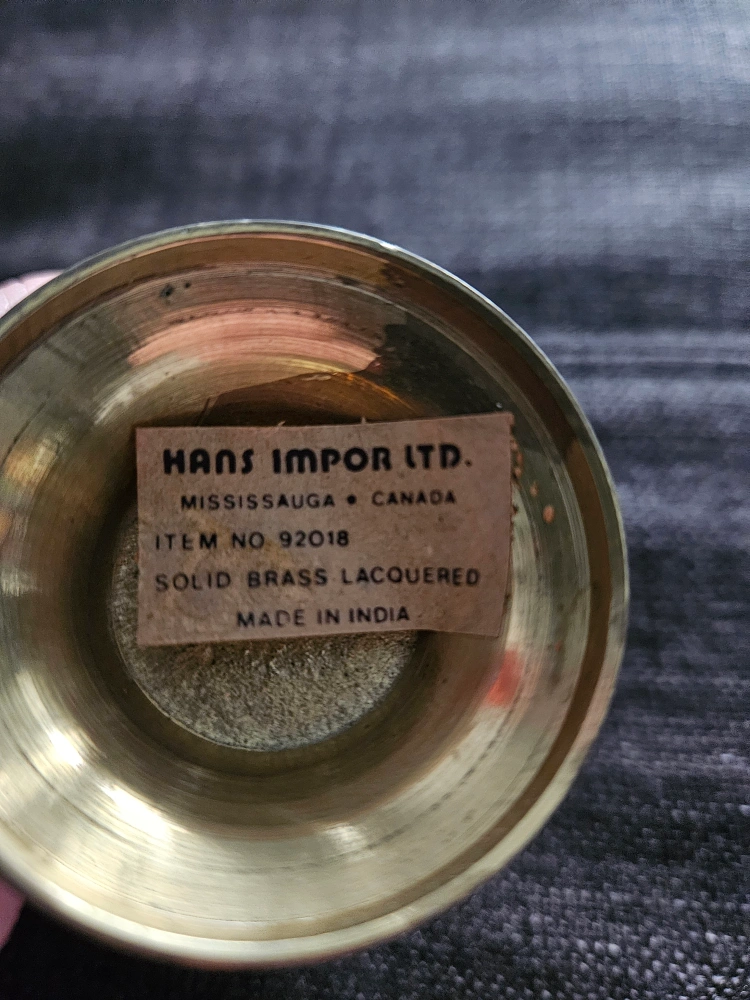 HANS IMPOR LTD.
MISSISSAUGA • CANADA
ITEM NO. 92018
SOLID BRASS LACQUERED
MADE IN INDIA